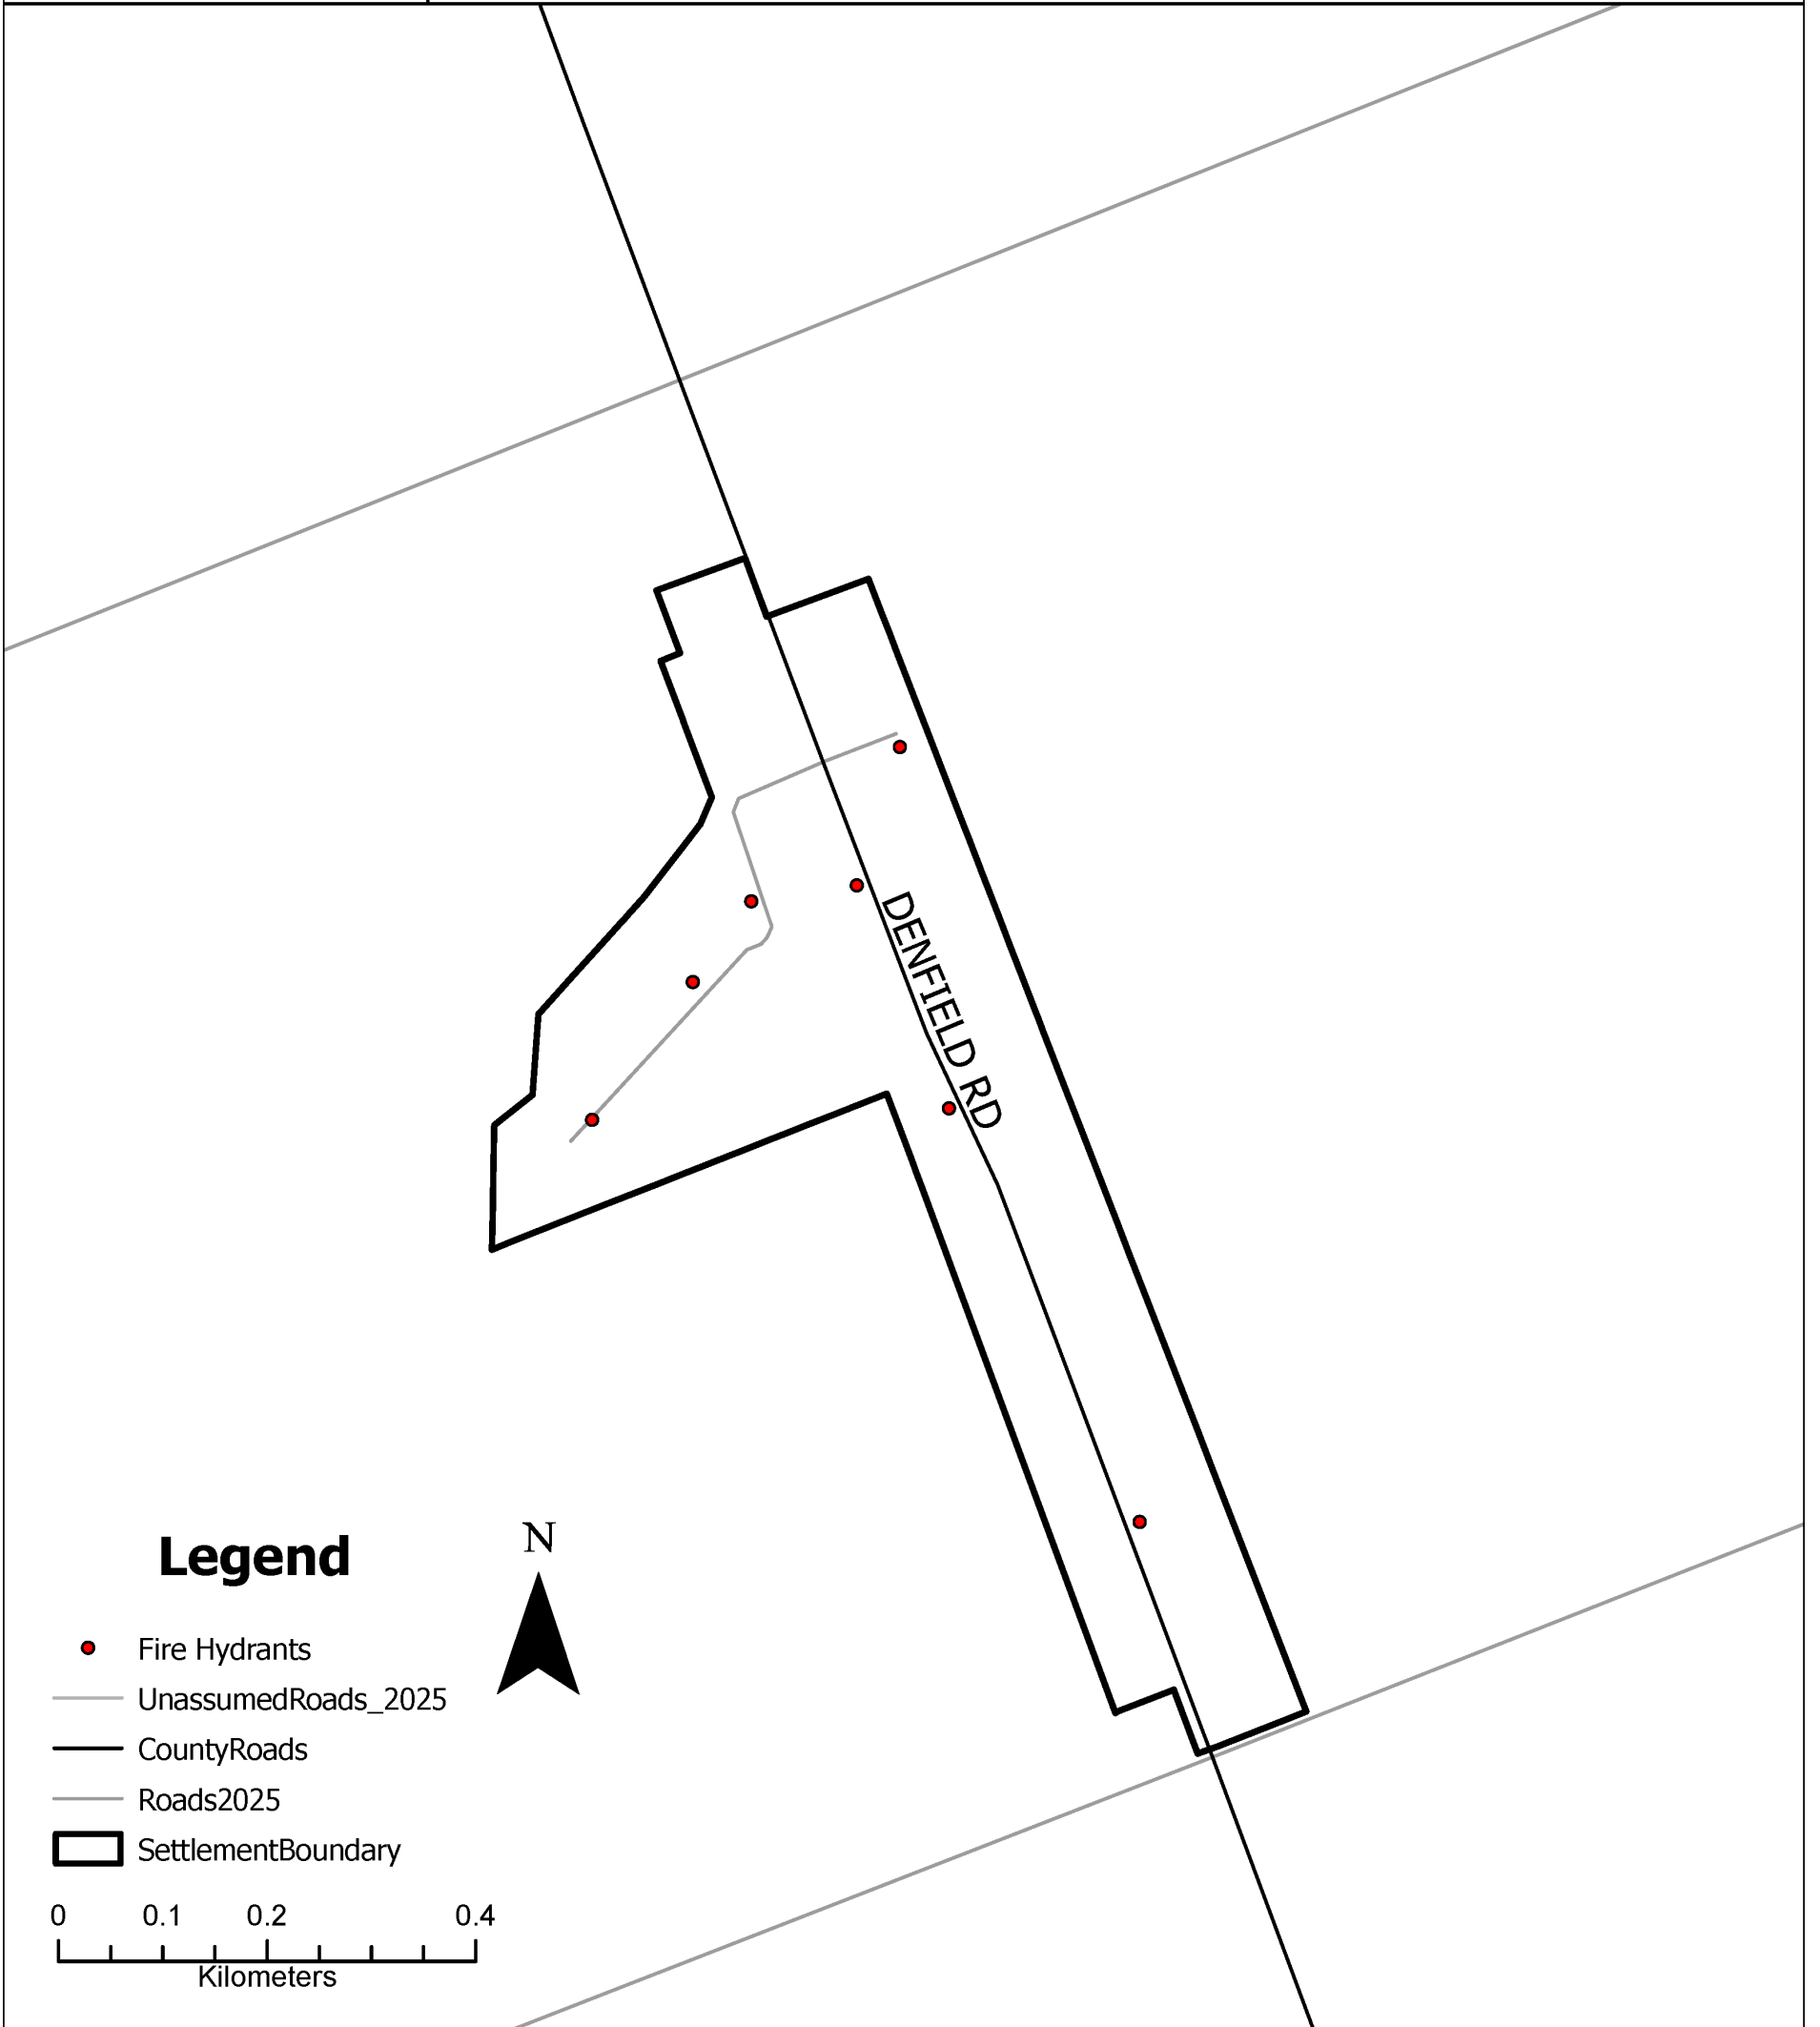 DENFIELD RD
N
Legend
Fire Hydrants
UnassumedRoads_2025
CountyRoads
Roads2025
SettlementBoundary
0 0.1 0.2 0.4
Kilometers